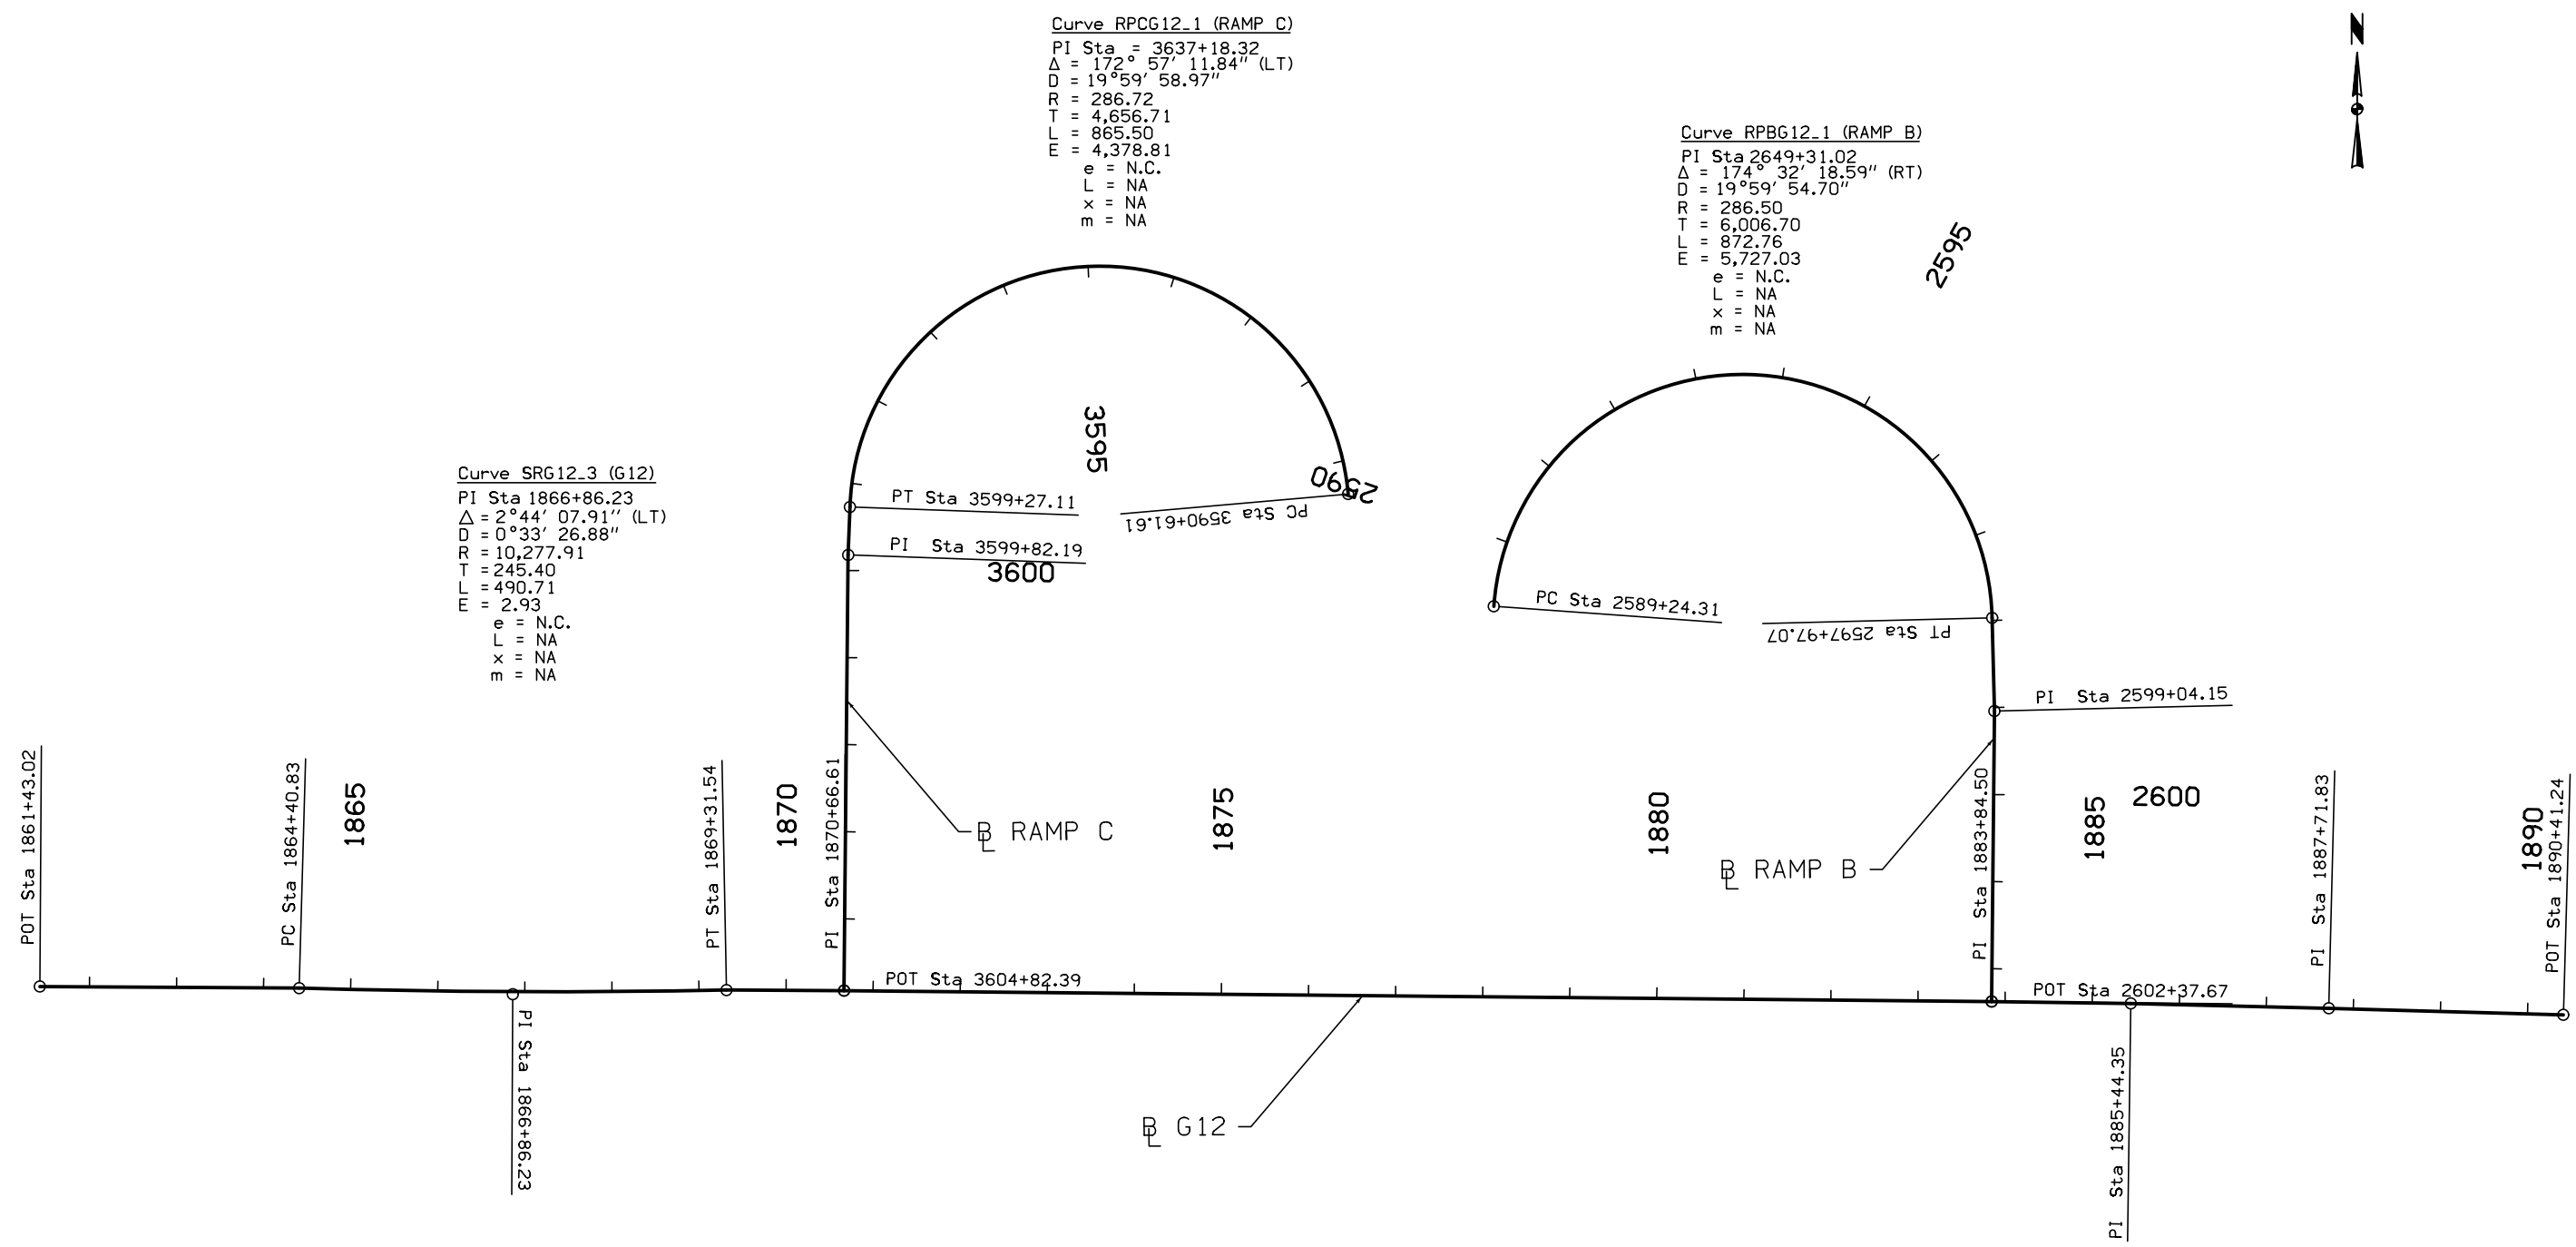 Curve RPCG12_1 (RAMP C)
PI Sta = 3637+18.32
Δ = 172° 57′ 11.84″ (LT)
D = 19°59′ 58.97″
R = 286.72
T = 4,656.71
L = 865.50
E = 4,378.81
e = N.C.
L = NA
x = NA
m = NA
N
Curve RPBG12_1 (RAMP B)
PI Sta 2649+31.02
Δ = 174° 32′ 18.59″ (RT)
D = 19°59′ 54.70″
R = 286.50
T = 6,006.70
L = 872.76
E = 5,727.03
e = N.C.
L = NA
x = NA
m = NA
2595
3595
2590
Curve SRG12_3 (G12)
PI Sta 1866+86.23
Δ = 2°44′ 07.91″ (LT)
D = 0°33′ 26.88″
R = 10,277.91
T = 245.40
L = 490.71
E = 2.93
e = N.C.
L = NA
x = NA
m = NA
PT Sta 3599+27.11
PC Sta 3590+61.61
PI Sta 3599+82.19
3600
PC Sta 2589+24.31
PT Sta 2597+97.07
PI Sta 2599+04.15
POT Sta 1861+43.02
PC Sta 1864+40.83
1865
PT Sta 1869+31.54
1870
PI Sta 1870+66.61
BL RAMP C
1875
1880
BL RAMP B
PI Sta 1883+84.50
1885
2600
PI Sta 1887+71.83
1890
POT Sta 1890+41.24
POT Sta 3604+82.39
POT Sta 2602+37.67
PI Sta 1866+86.23
BL G12
PI Sta 1885+44.35